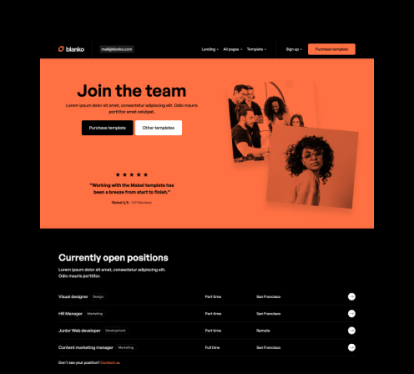 blanko
mail@blanko.com
Landing
All pages
Template
Sign up
Purchase template
Join the team
Lorem ipsum dolor sit amet, consectetur adipiscing elit. Odio mauris
porttitor amet volutpat.
Purchase template
Other templates
"Working with the Mabel template has
been a breeze from start to finish."
Currently open positions
Lorem ipsum dolor sit amet, consectetur adipiscing elit.
Odio mauris porttitor.
Visual designer Design Part time San Francisco
HR Manager Marketing Part time San Francisco
Junior Web developer Development Part time Remote
Content marketing manager Marketing Full time San Francisco
Don't see your position? Contact us